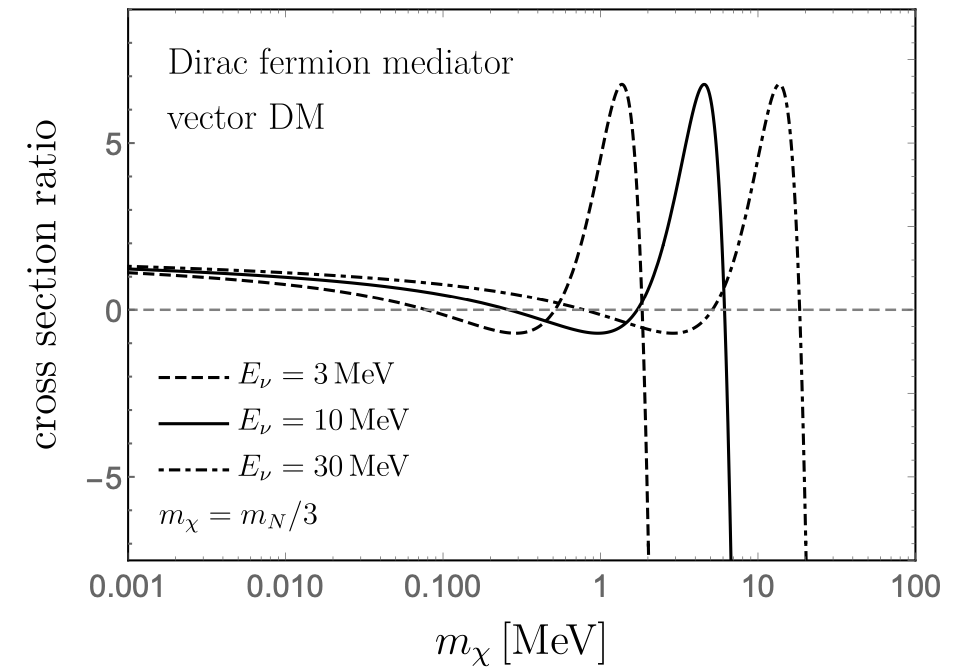 Dirac fermion mediator
vector DM
cross section ratio
5
0
−5
E_ν = 3 MeV
E_ν = 10 MeV
E_ν = 30 MeV
m_χ = m_N/3
0.001 0.010 0.100 1 10 100
m_χ [MeV]